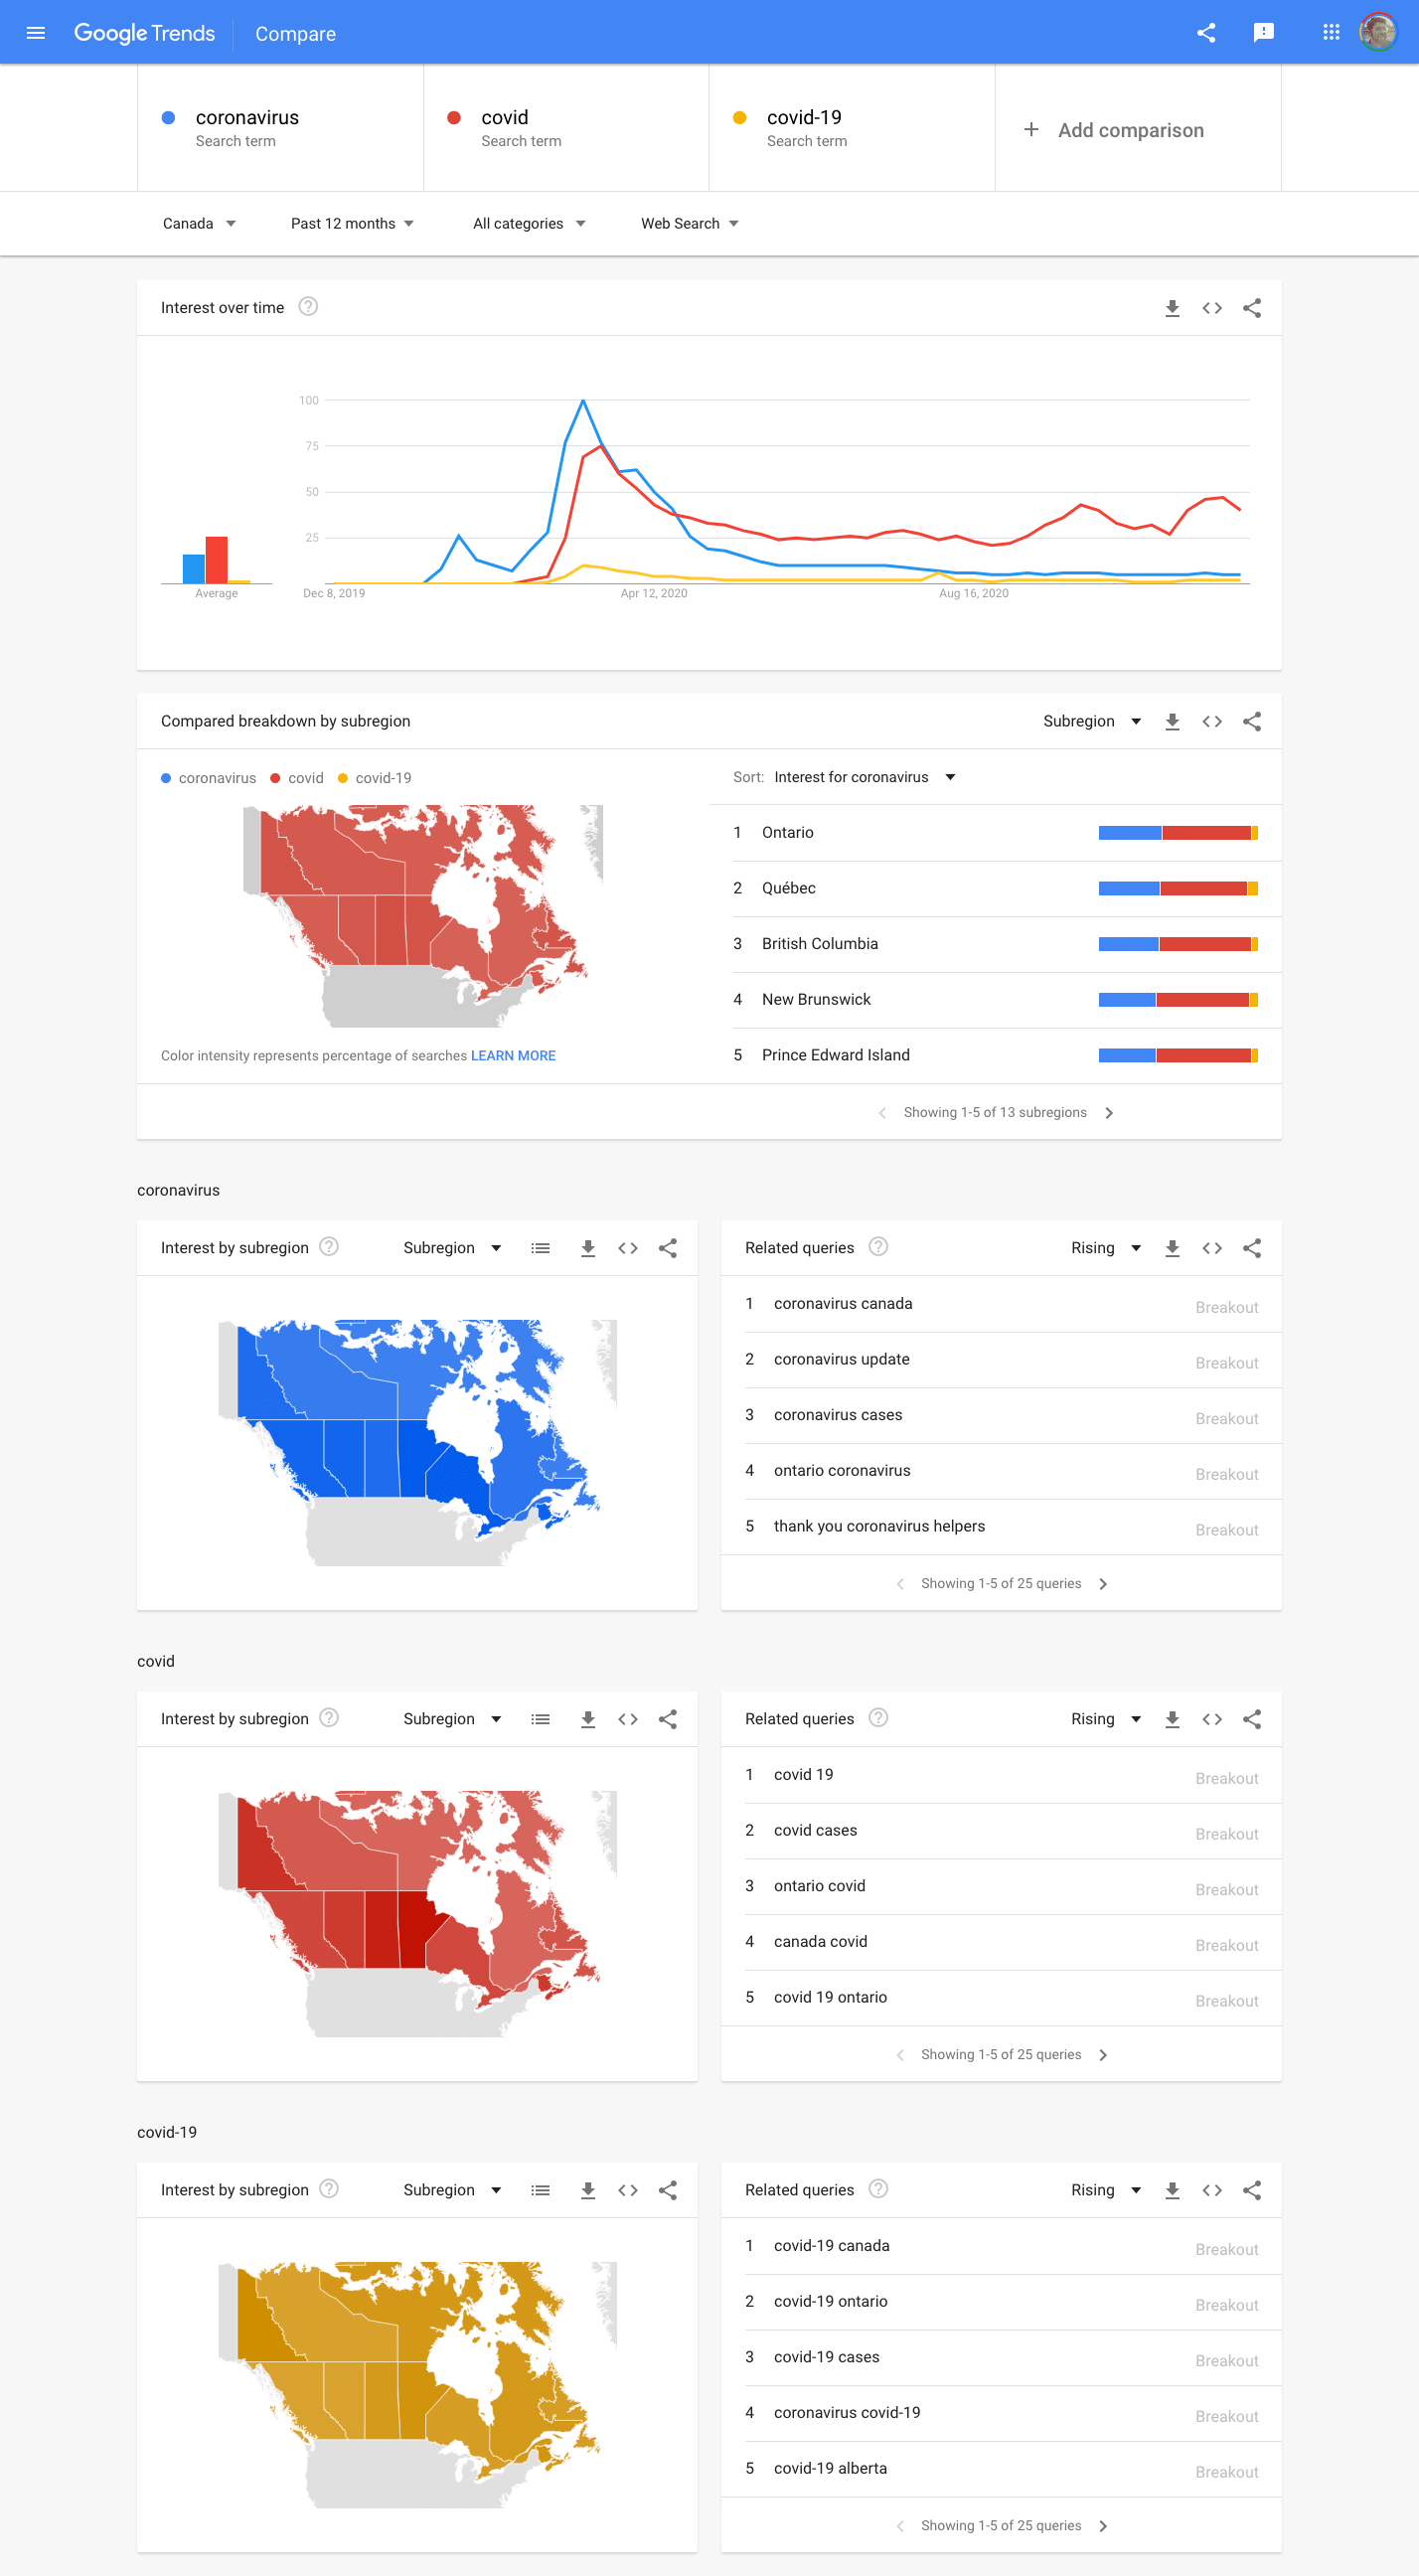 Google Trends Compare
coronavirus
Search term
covid
Search term
covid-19
Search term
+ Add comparison
Canada Past 12 months All categories Web Search
Interest over time
100
75
50
25
Average
Dec 8, 2019 Apr 12, 2020 Aug 16, 2020
Compared breakdown by subregion Subregion
coronavirus covid covid-19
Sort: Interest for coronavirus
1 Ontario
2 Québec
3 British Columbia
4 New Brunswick
5 Prince Edward Island
Color intensity represents percentage of searches LEARN MORE
Showing 1-5 of 13 subregions
coronavirus
Interest by subregion Subregion
Related queries Rising
1 coronavirus canada Breakout
2 coronavirus update Breakout
3 coronavirus cases Breakout
4 ontario coronavirus Breakout
5 thank you coronavirus helpers Breakout
Showing 1-5 of 25 queries
covid
Interest by subregion Subregion
Related queries Rising
1 covid 19 Breakout
2 covid cases Breakout
3 ontario covid Breakout
4 canada covid Breakout
5 covid 19 ontario Breakout
Showing 1-5 of 25 queries
covid-19
Interest by subregion Subregion
Related queries Rising
1 covid-19 canada Breakout
2 covid-19 ontario Breakout
3 covid-19 cases Breakout
4 coronavirus covid-19 Breakout
5 covid-19 alberta Breakout
Showing 1-5 of 25 queries